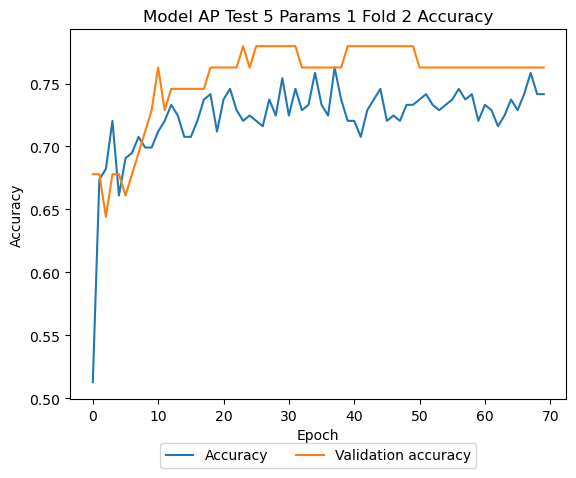 Model AP Test 5 Params 1 Fold 2 Accuracy
0.75
0.70
0.65
0.60
0.55
0.50
Accuracy
0 10 20 30 40 50 60 70
Epoch
Accuracy Validation accuracy